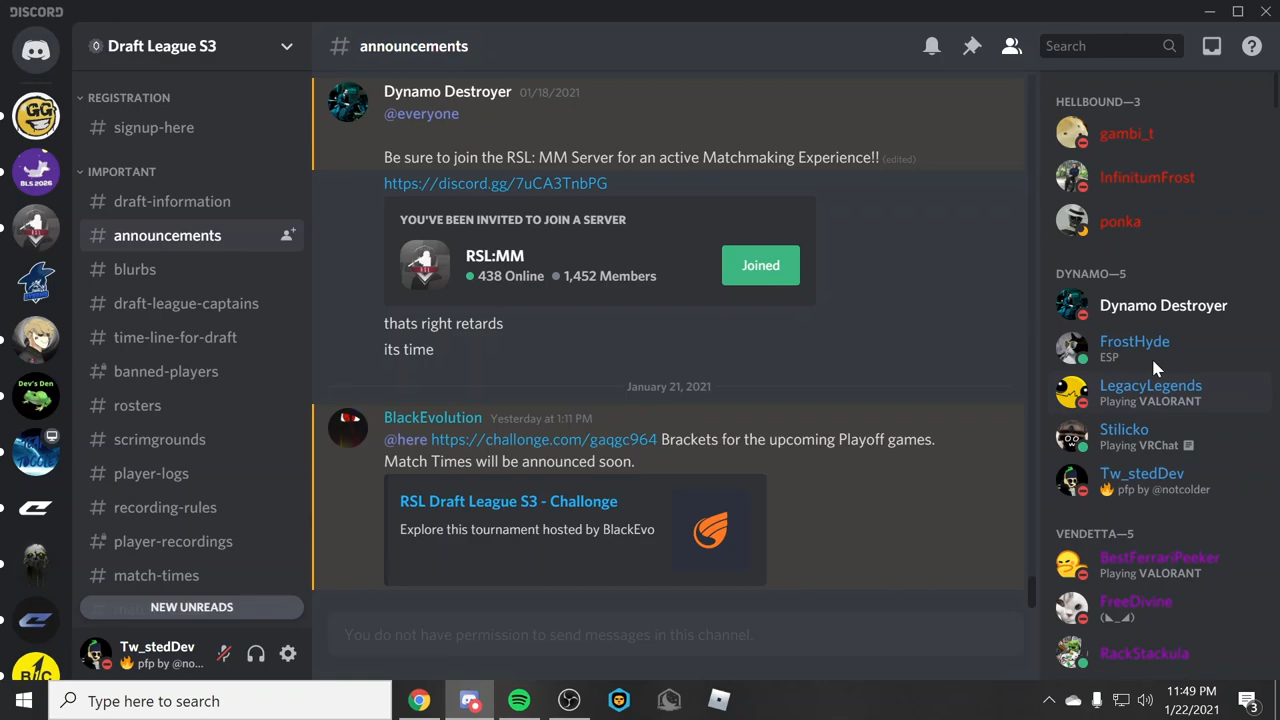 DISCORD
Draft League S3
REGISTRATION
signup-here
IMPORTANT
draft-information
announcements
blurbs
draft-league-captains
time-line-for-draft
banned-players
rosters
scrimgrounds
player-logs
recording-rules
player-recordings
match-times
NEW UNREADS
Tw_stedDev
🔥 pfp by @no...
GG
BLS 2026
Dev's Den
announcements
Search
Dynamo Destroyer 01/18/2021
@everyone
Be sure to join the RSL: MM Server for an active Matchmaking Experience!! (edited)
https://discord.gg/7uCA3TnbPG
YOU'VE BEEN INVITED TO JOIN A SERVER
RSL:MM
438 Online 1,452 Members
Joined
thats right retards
its time
January 21, 2021
BlackEvolution Yesterday at 1:11 PM
@here https://challonge.com/gaqgc964 Brackets for the upcoming Playoff games.
Match Times will be announced soon.
RSL Draft League S3 - Challonge
Explore this tournament hosted by BlackEvo
You do not have permission to send messages in this channel.
HELLBOUND—3
gambi_t
InfinitumFrost
ponka
DYNAMO—5
Dynamo Destroyer
FrostHyde
ESP
LegacyLegends
Playing VALORANT
Stilicko
Playing VRChat
Tw_stedDev
🔥 pfp by @notcolder
VENDETTA—5
BestFerrariPeeker
Playing VALORANT
FreeDivine
(◣_◢)
RackStackula
Type here to search
11:49 PM
1/22/2021
3